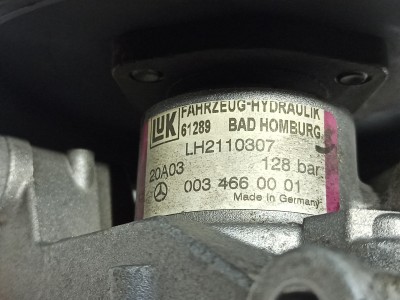 LUK FAHRZEUG-HYDRAULIK
61289 BAD HOMBURG
LH2110307
20A03 128 bar
003 466 00 01
Made in Germany